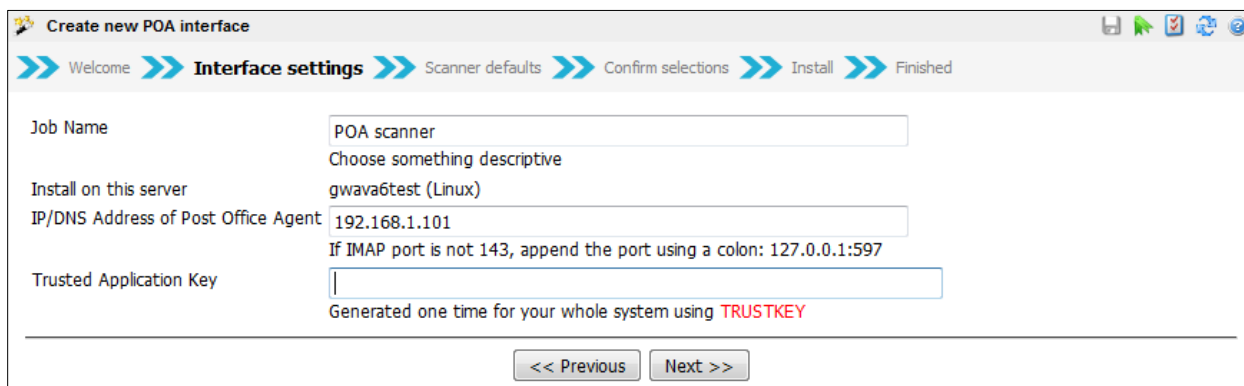 Create new POA interface
Welcome Interface settings Scanner defaults Confirm selections Install Finished
Job Name POA scanner
Choose something descriptive
Install on this server gwava6test (Linux)
IP/DNS Address of Post Office Agent 192.168.1.101
If IMAP port is not 143, append the port using a colon: 127.0.0.1:597
Trusted Application Key
Generated one time for your whole system using TRUSTKEY
<< Previous Next >>